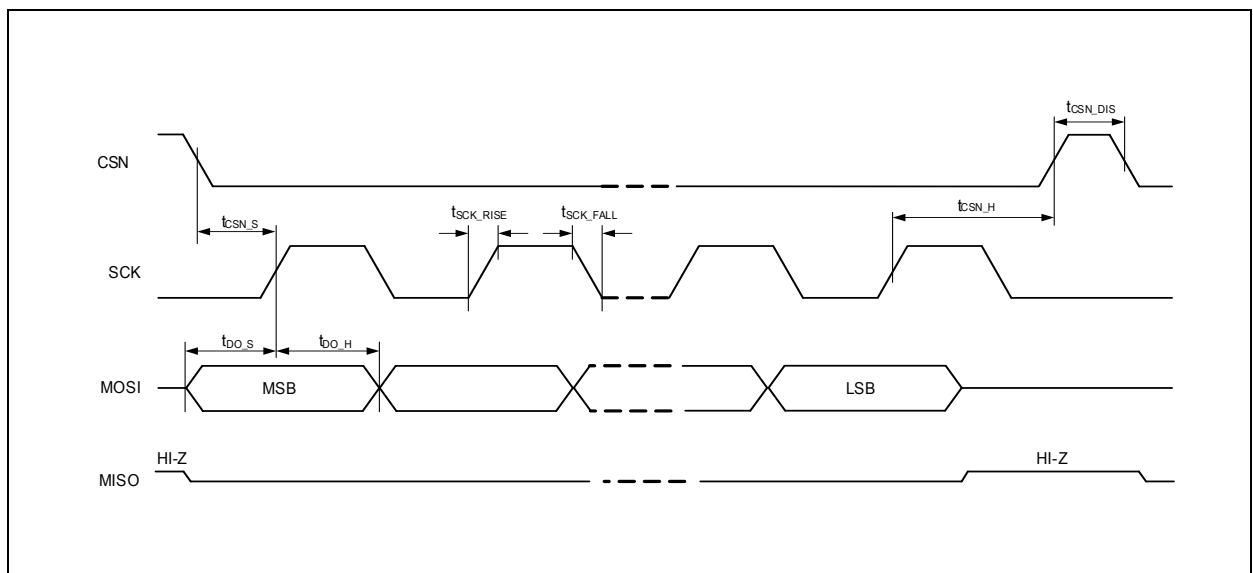 tCSN_DIS
CSN
tCSN_S
tSCK_RISE
tSCK_FALL
tCSN_H
SCK
tDO_S
tDO_H
MOSI
MSB
LSB
HI-Z
HI-Z
MISO